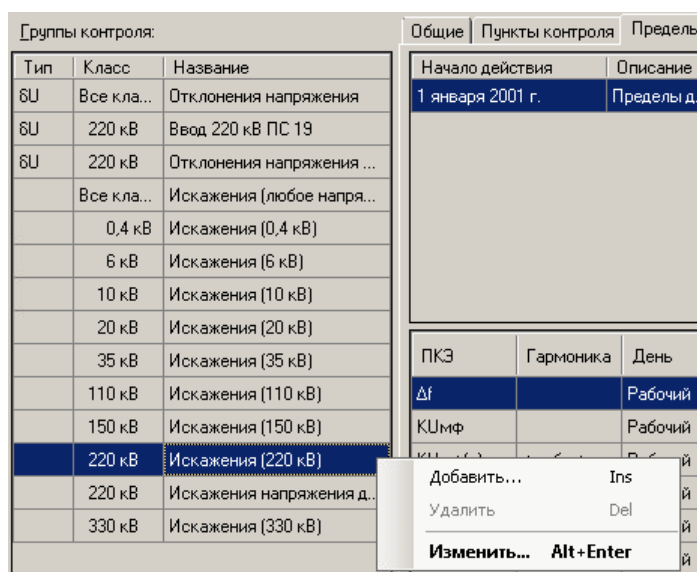 Группы контроля:
Общие Пункты контроля Пределы
Тип Класс Название
δU Все кла... Отклонения напряжения
δU 220 кВ Ввод 220 кВ ПС 19
δU 220 кВ Отклонения напряжения ...
Все кла... Искажения (любое напря...
0,4 кВ Искажения (0,4 кВ)
6 кВ Искажения (6 кВ)
10 кВ Искажения (10 кВ)
20 кВ Искажения (20 кВ)
35 кВ Искажения (35 кВ)
110 кВ Искажения (110 кВ)
150 кВ Искажения (150 кВ)
220 кВ Искажения (220 кВ)
220 кВ Искажения напряжения д...
330 кВ Искажения (330 кВ)
Начало действия Описание
1 января 2001 г. Пределы д
ПКЭ Гармоника День
Δf Рабочий
KUмф Рабочий
Добавить... Ins
Удалить Del
Изменить... Alt+Enter